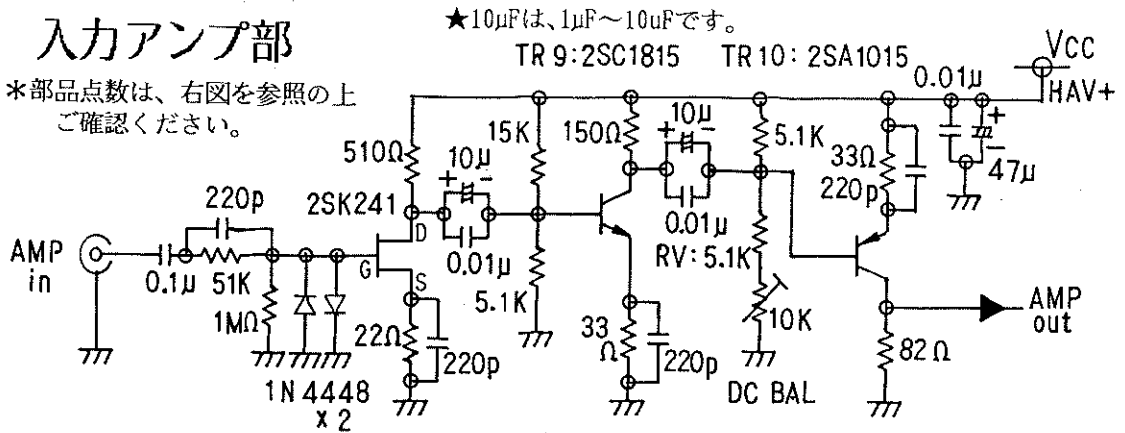 入力アンプ部
★10μFは、1μF〜10uFです。
TR 9:2SC1815 TR 10: 2SA1015
*部品点数は、右図を参照の上
ご確認ください。
VCC
HAV+
0.01μ
47μ
+
-
510Ω
10μ
+ -
15K
150Ω
10μ
+ -
5.1K
33Ω
220p
220p
2SK241
D
G
S
0.01μ
0.01μ
AMP
in
0.1μ
51K
1MΩ
5.1K
RV: 5.1K
10K
22Ω
220p
33
Ω
220p
1N4448
x 2
DC BAL
82Ω
AMP
out